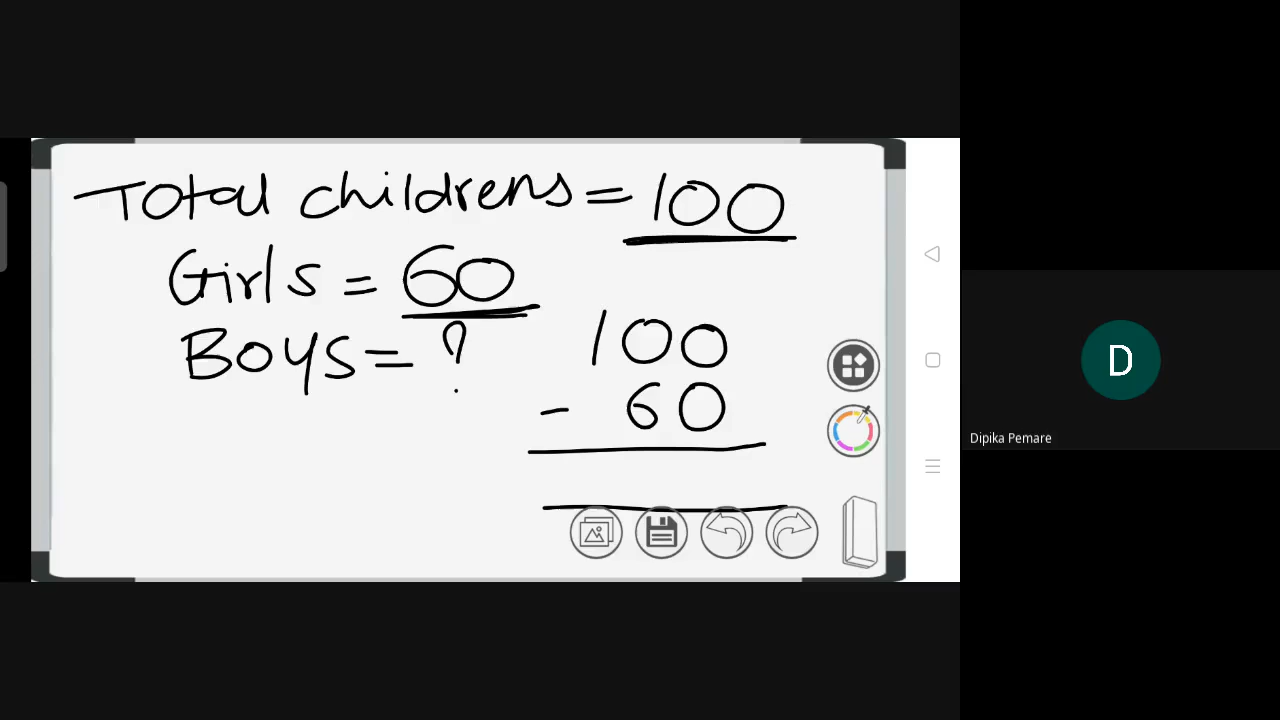 Total childrens = 100
Girls = 60
Boys = ?
100
- 60
D
Dipika Pemare